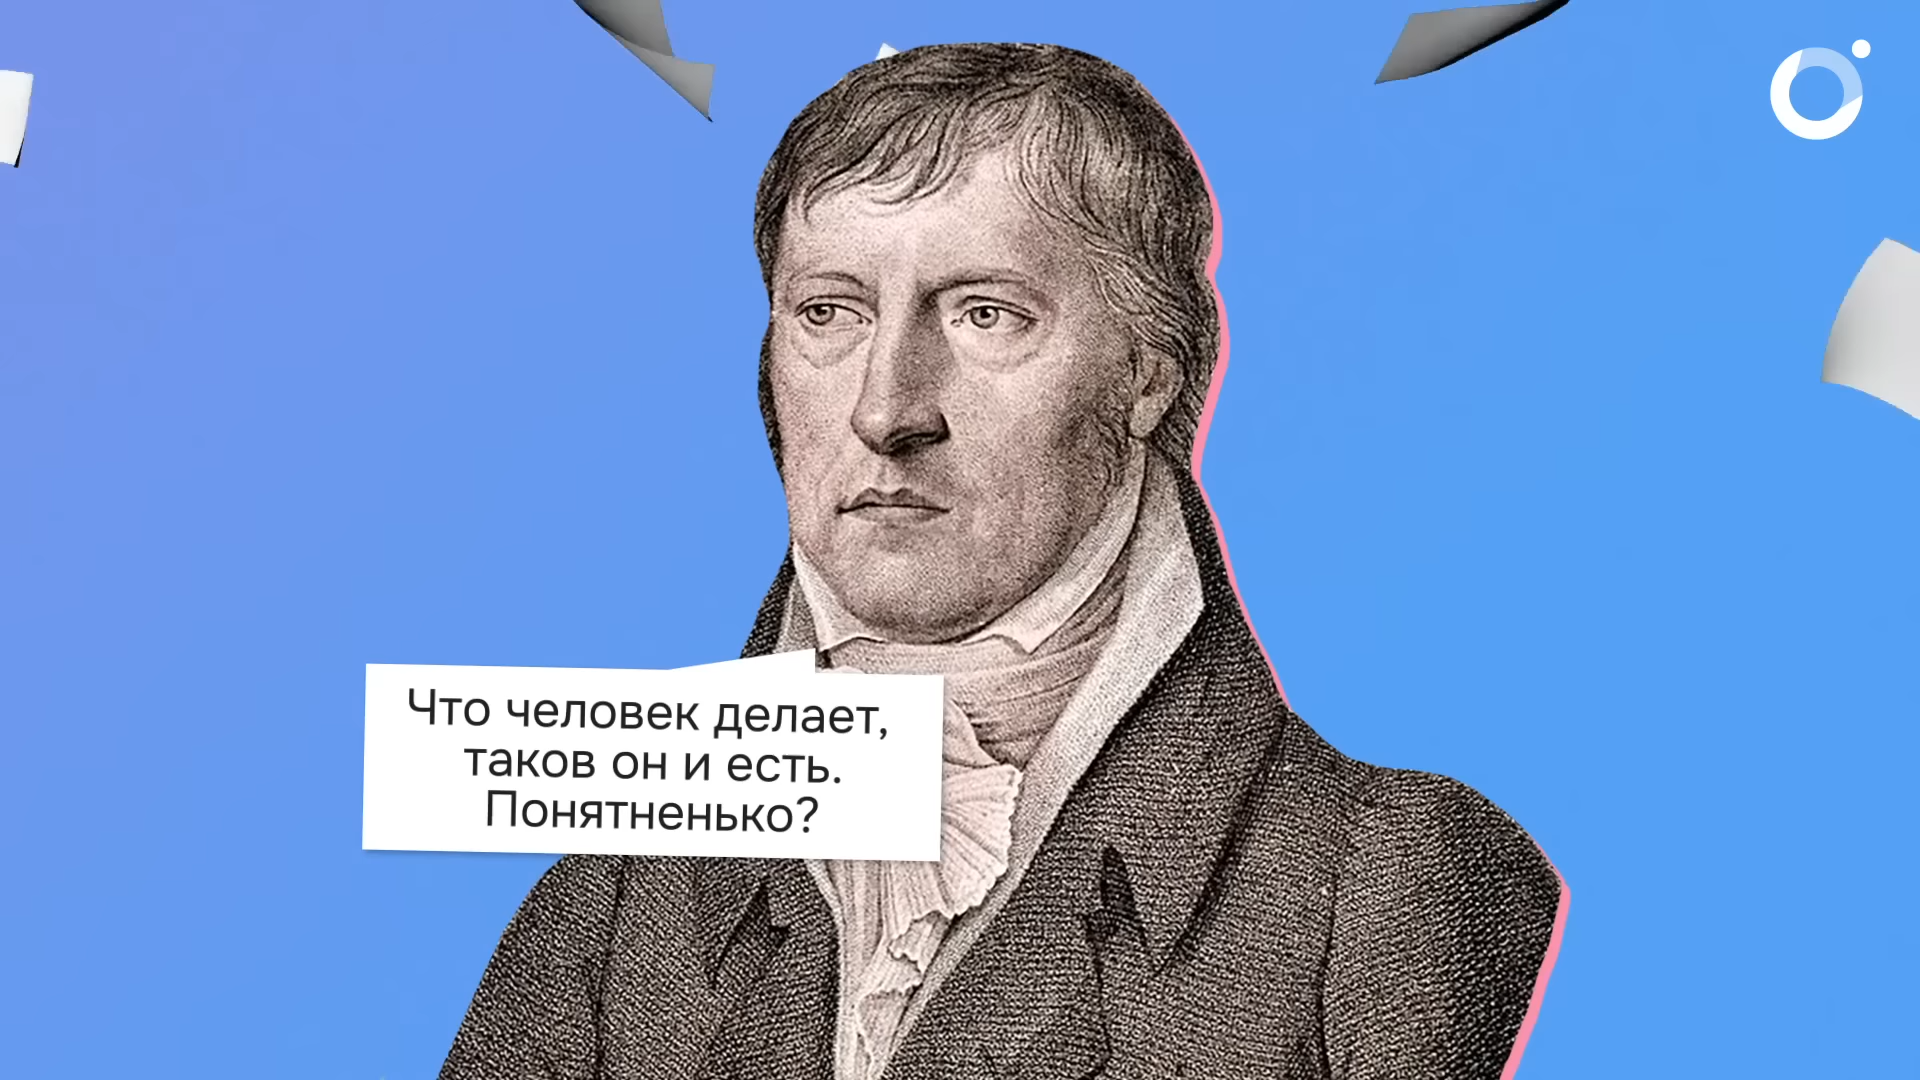 Что человек делает,
таков он и есть.
Понятненько?